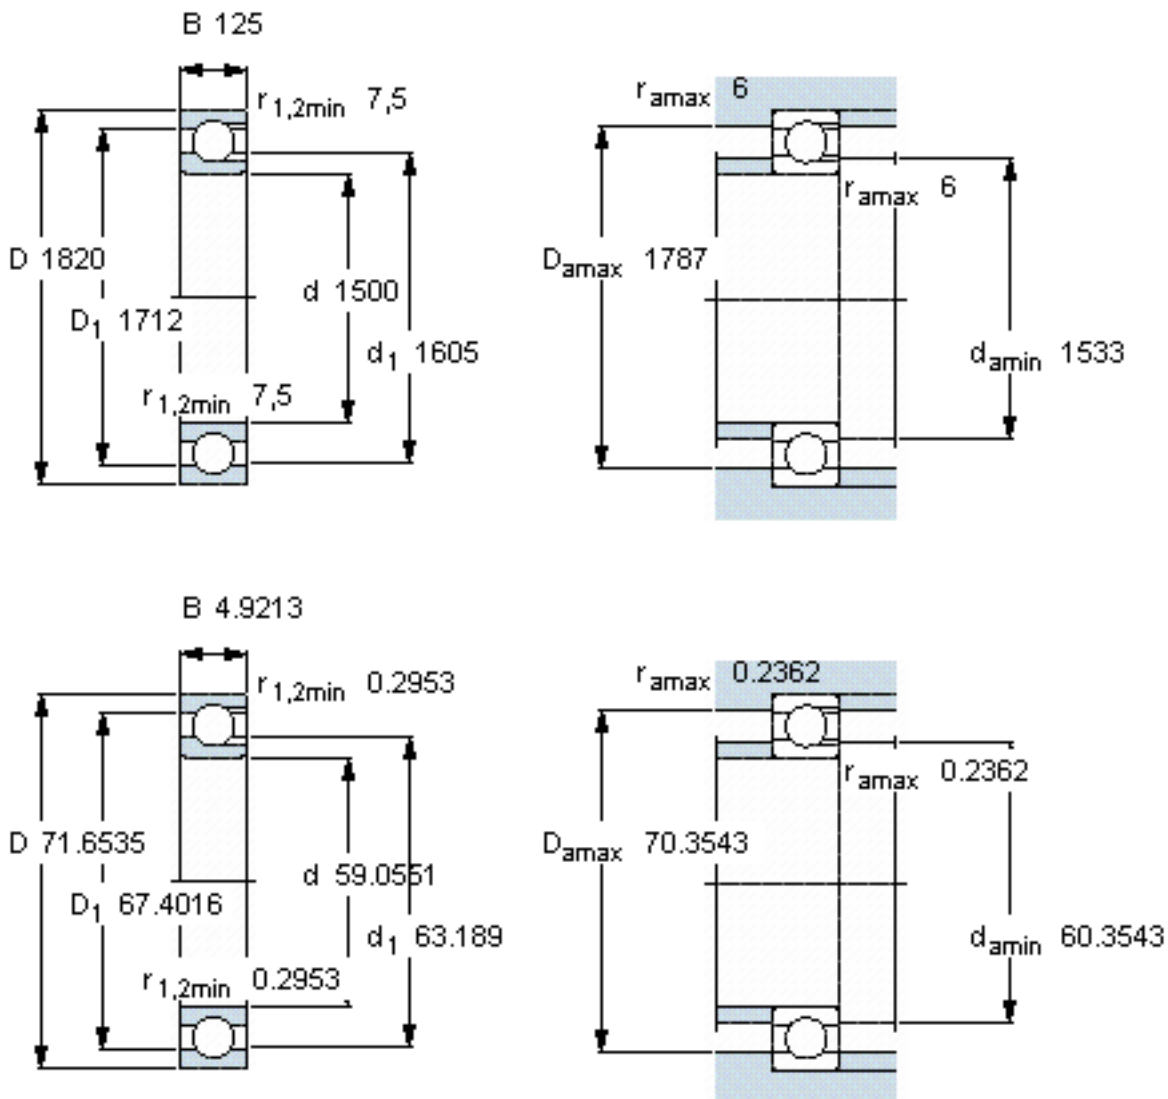 B 125
r1,2min 7,5
D 1820
D1 1712
d 1500
d1 1605
r1,2min 7,5
ramax 6
ramax 6
Damax 1787
damin 1533
B 4.9213
r1,2min 0.2953
D 71.6535
D1 67.4016
d 59.0551
d1 63.189
r1,2min 0.2953
ramax 0.2362
ramax 0.2362
Damax 70.3543
damin 60.3543